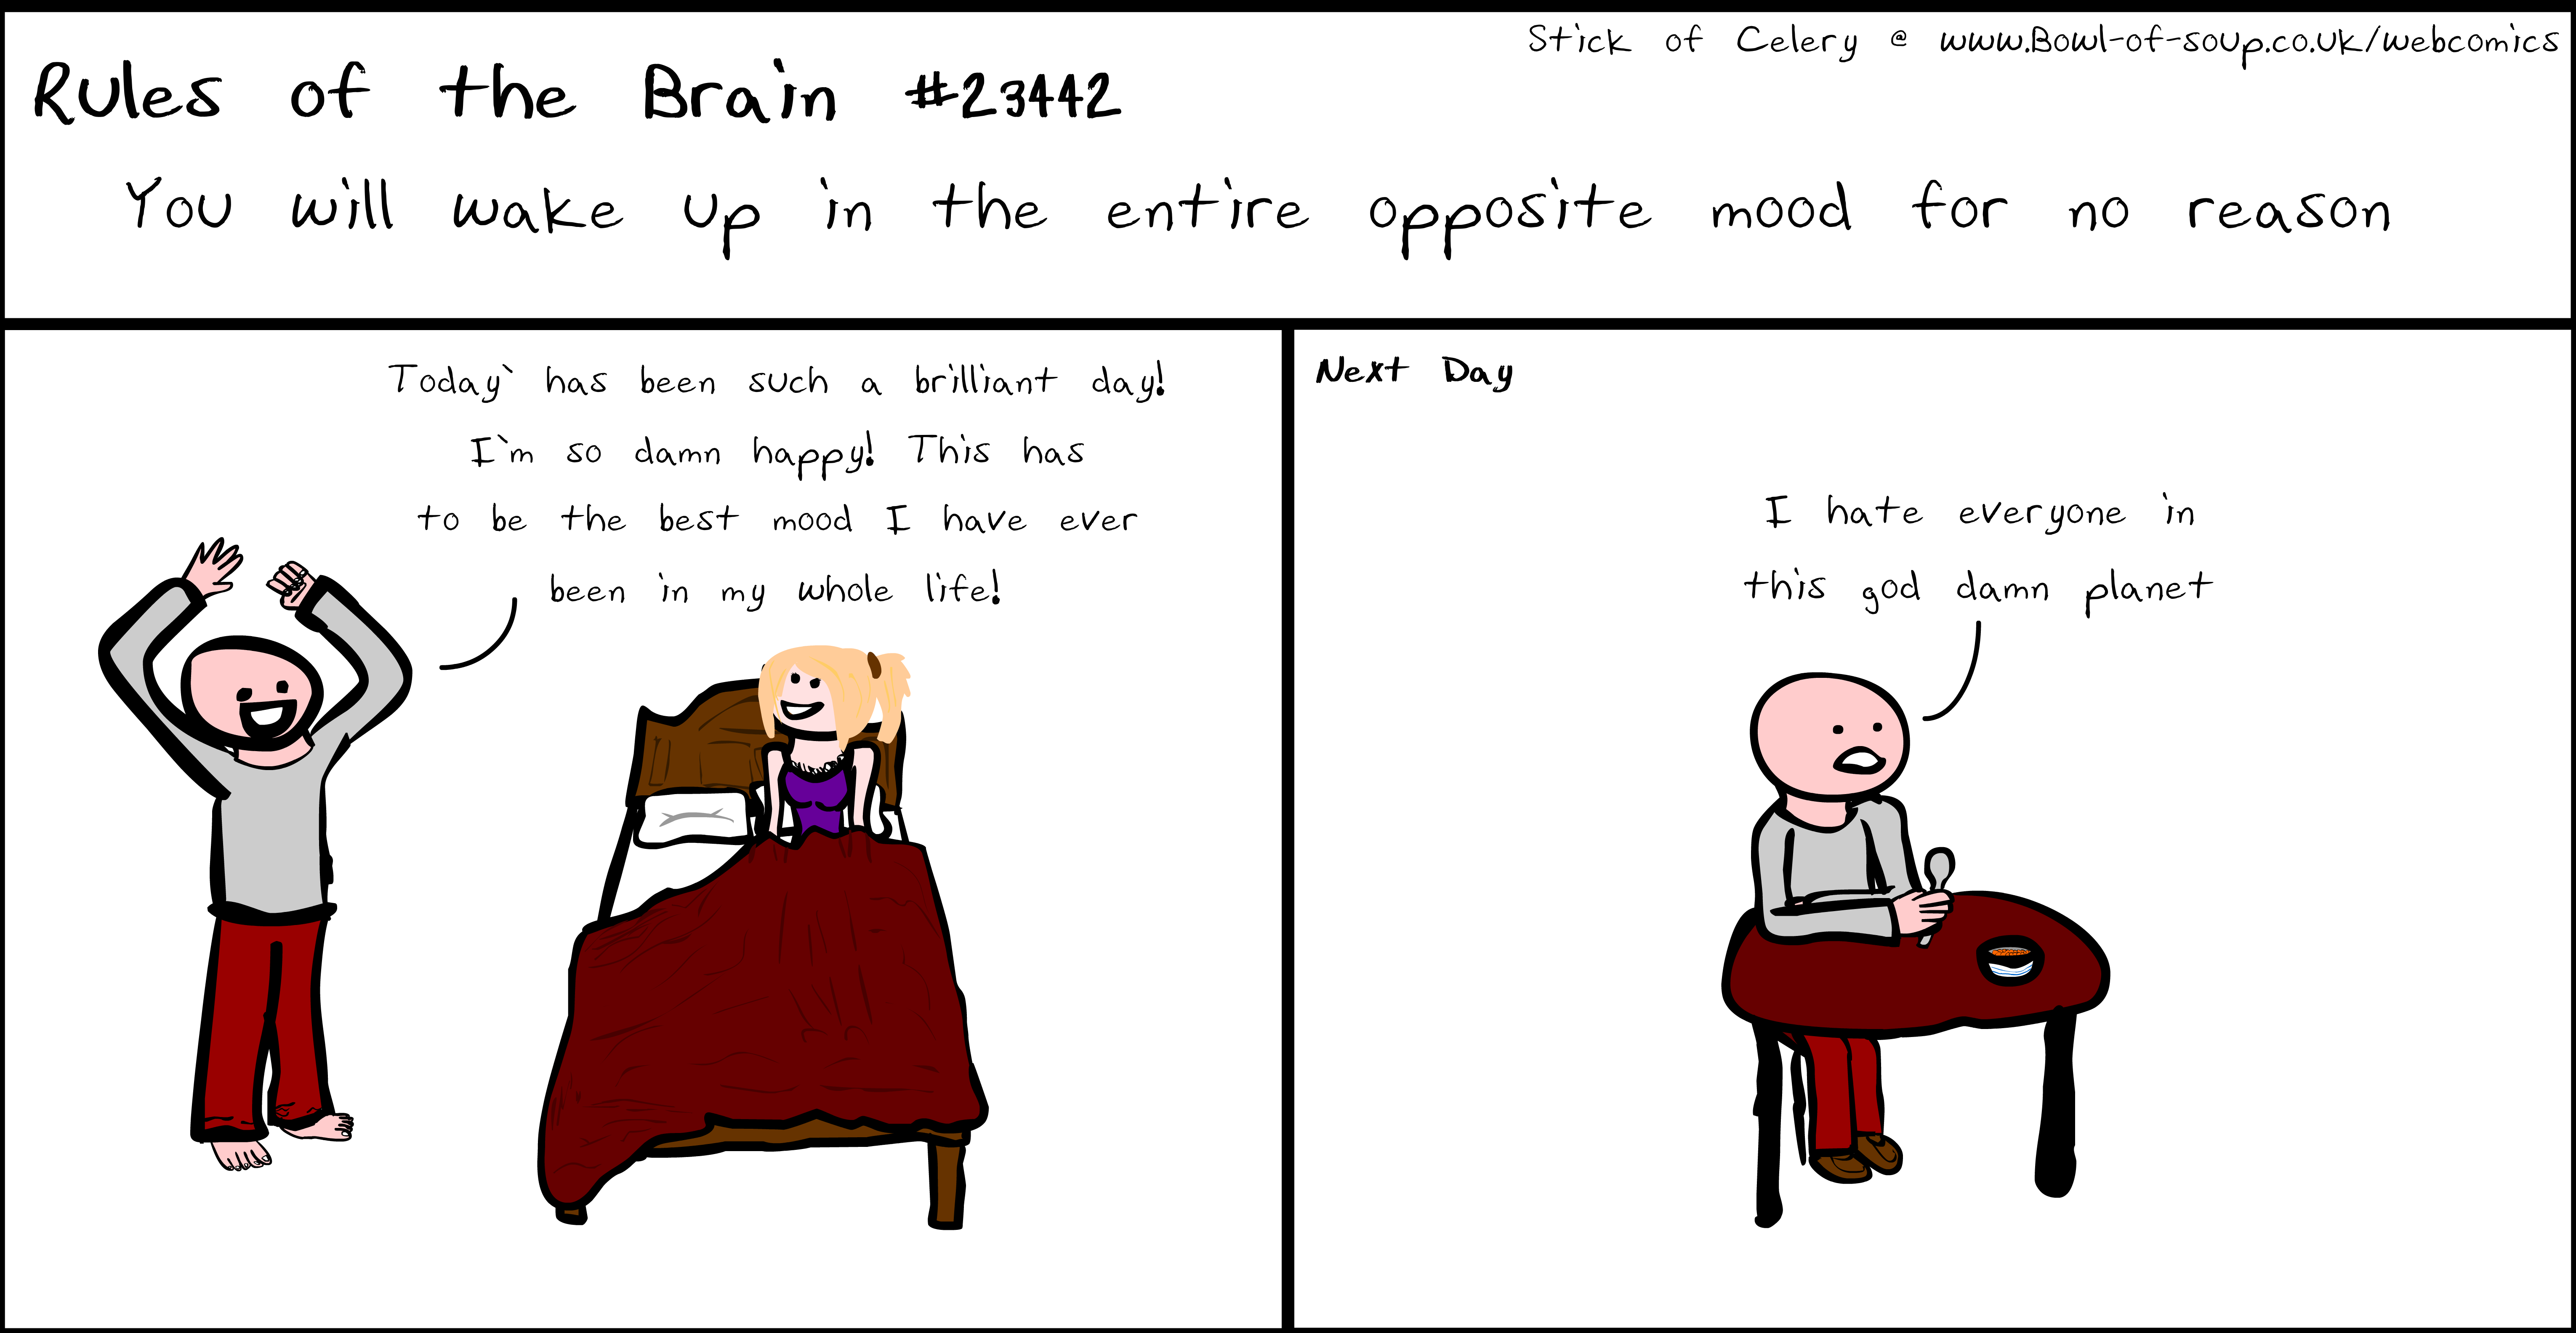 Stick of Celery @ www.Bowl-of-soup.co.uk/webcomics
Rules of the Brain #23442
You will wake up in the entire opposite mood for no reason
Today` has been such a brilliant day!
I`m so damn happy! This has
to be the best mood I have ever
been in my whole life!
Next Day
I hate everyone in
this god damn planet